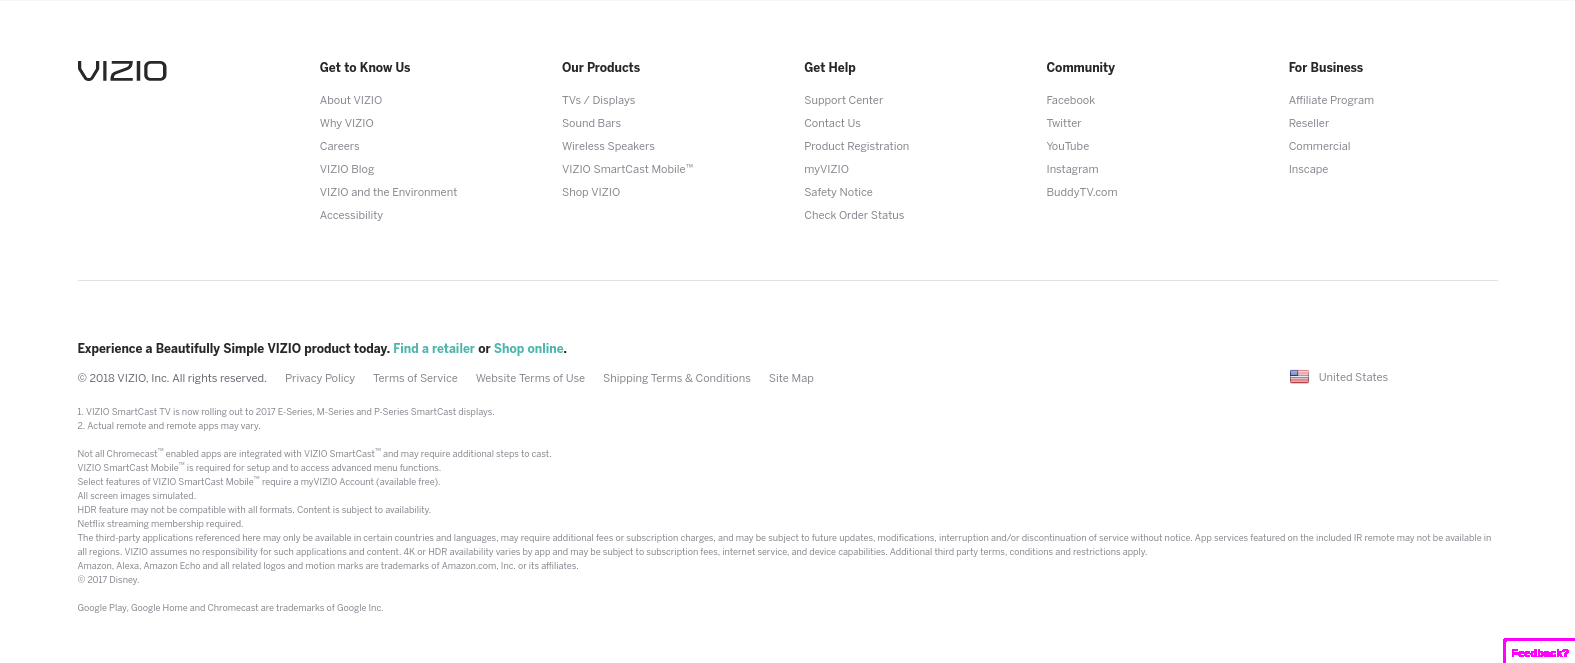 VIZIO
Get to Know Us
About VIZIO
Why VIZIO
Careers
VIZIO Blog
VIZIO and the Environment
Accessibility
Our Products
TVs / Displays
Sound Bars
Wireless Speakers
VIZIO SmartCast Mobile™
Shop VIZIO
Get Help
Support Center
Contact Us
Product Registration
myVIZIO
Safety Notice
Check Order Status
Community
Facebook
Twitter
YouTube
Instagram
BuddyTV.com
For Business
Affiliate Program
Reseller
Commercial
Inscape
Experience a Beautifully Simple VIZIO product today. Find a retailer or Shop online.
© 2018 VIZIO, Inc. All rights reserved. Privacy Policy Terms of Service Website Terms of Use Shipping Terms & Conditions Site Map
United States
1. VIZIO SmartCast TV is now rolling out to 2017 E-Series, M-Series and P-Series SmartCast displays.
2. Actual remote and remote apps may vary.
Not all Chromecast™ enabled apps are integrated with VIZIO SmartCast™ and may require additional steps to cast.
VIZIO SmartCast Mobile™ is required for setup and to access advanced menu functions.
Select features of VIZIO SmartCast Mobile™ require a myVIZIO Account (available free).
All screen images simulated.
HDR feature may not be compatible with all formats. Content is subject to availability.
Netflix streaming membership required.
The third-party applications referenced here may only be available in certain countries and languages, may require additional fees or subscription charges, and may be subject to future updates, modifications, interruption and/or discontinuation of service without notice. App services featured on the included IR remote may not be available in
all regions. VIZIO assumes no responsibility for such applications and content. 4K or HDR availability varies by app and may be subject to subscription fees, internet service, and device capabilities. Additional third party terms, conditions and restrictions apply.
Amazon, Alexa, Amazon Echo and all related logos and motion marks are trademarks of Amazon.com, Inc. or its affiliates.
© 2017 Disney.
Google Play, Google Home and Chromecast are trademarks of Google Inc.
Feedback?